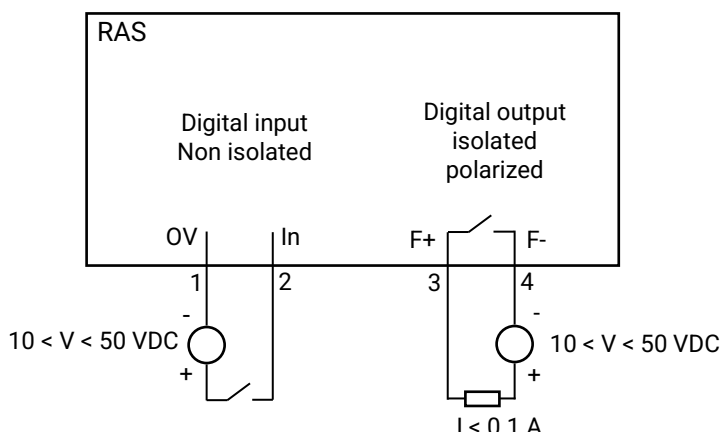 RAS
Digital input
Non isolated
Digital output
isolated
polarized
OV
In
F+
F-
1
2
3
4
-
10 < V < 50 VDC
+
-
10 < V < 50 VDC
+
I < 0.1 A